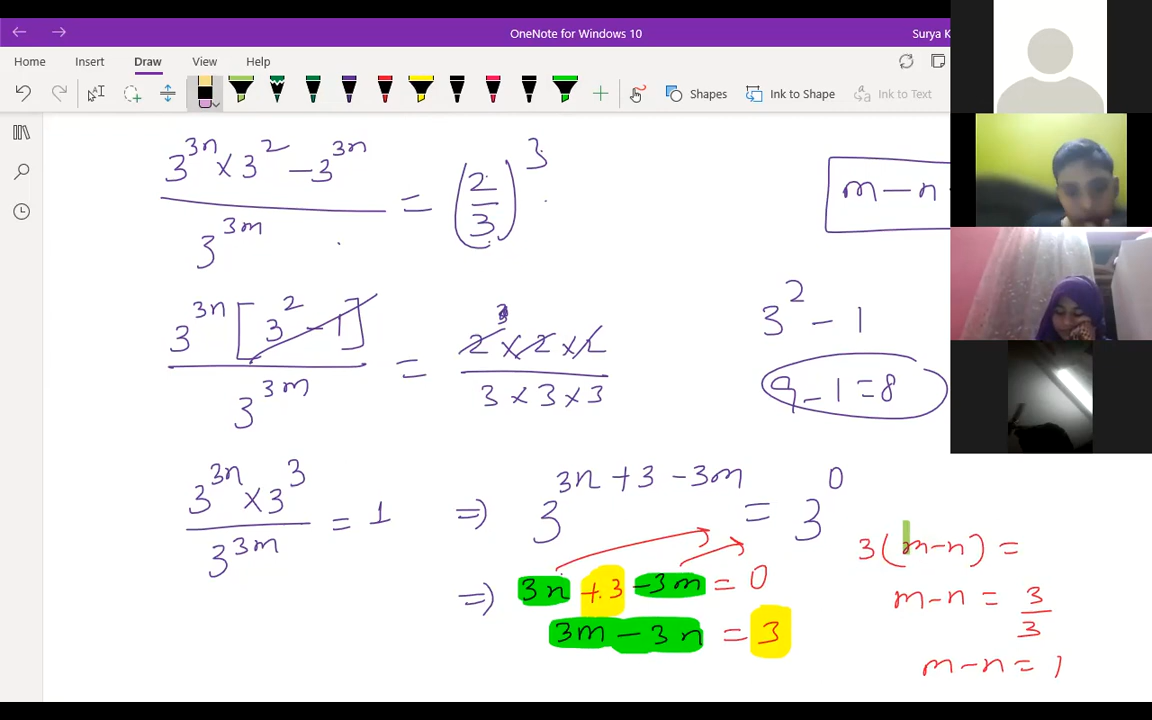 OneNote for Windows 10
Surya K
Home Insert Draw View Help
Shapes Ink to Shape Ink to Text
3^{3n} × 3^2 - 3^{3n} / 3^{3m} = (2/3)^3
m - n
3^{3n} [3^2 - 1] / 3^{3m} = 2 × 2 × 2 / 3 × 3 × 3
3^2 - 1
9 - 1 = 8
3^{3n} × 3^3 / 3^{3m} = 1 ⇒ 3^{3n + 3 - 3m} = 3^0
⇒ 3n + 3 - 3m = 0
3m - 3n = 3
3(m - n) =
m - n = 3/3
m - n = 1